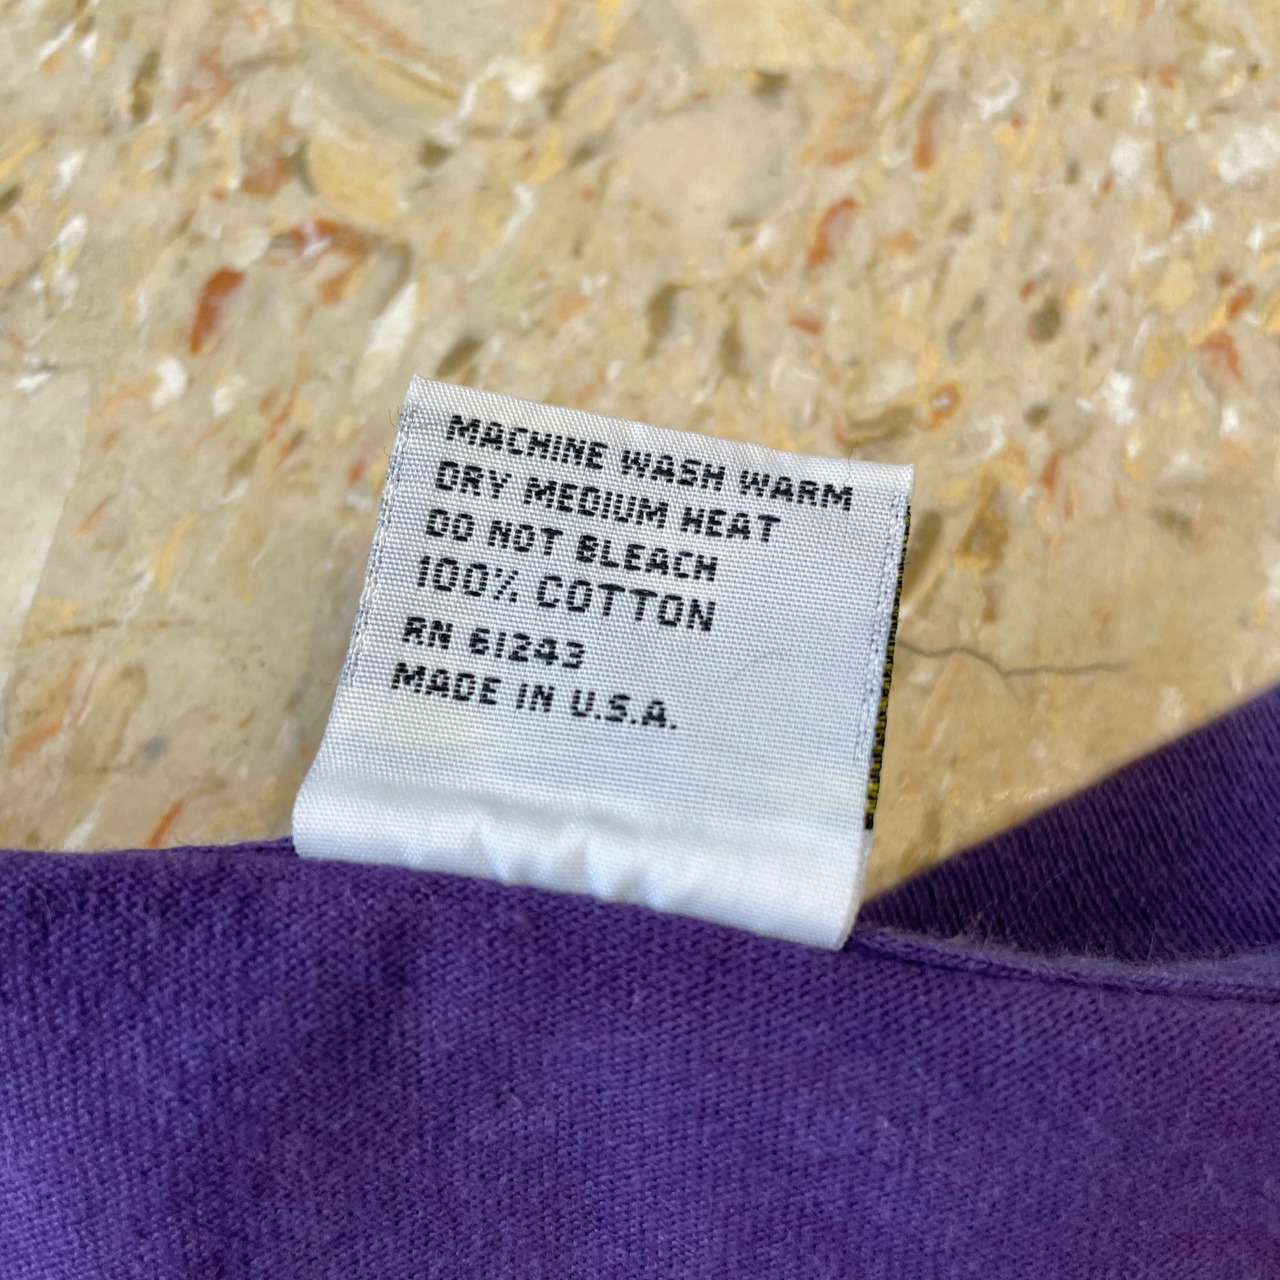 MACHINE WASH WARM
DRY MEDIUM HEAT
DO NOT BLEACH
100% COTTON
RN 61243
MADE IN U.S.A.